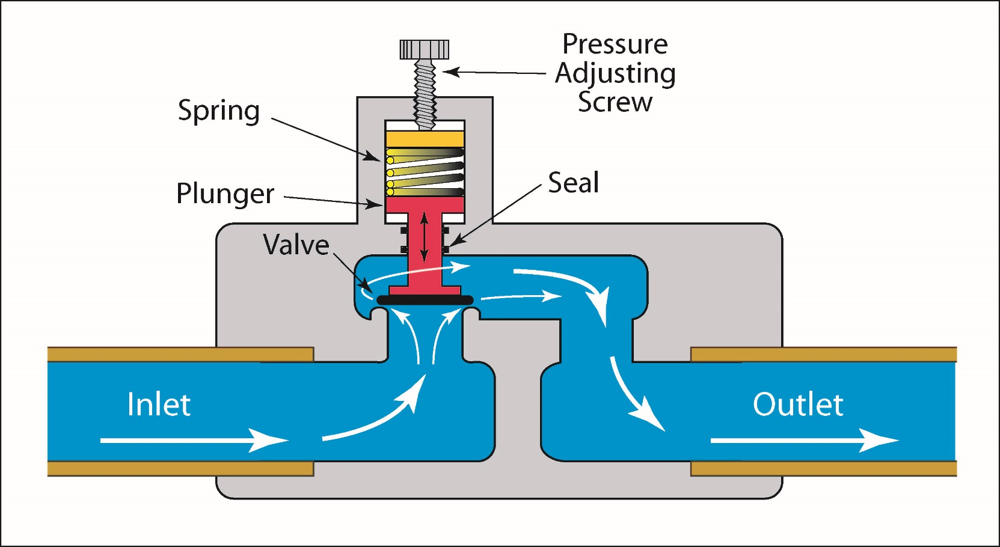 Pressure
Adjusting
Screw
Spring
Seal
Plunger
Valve
Inlet
Outlet